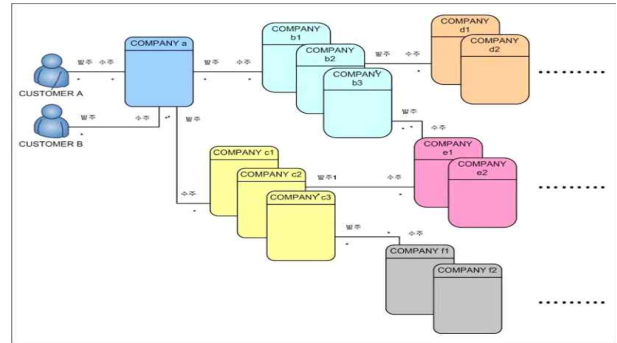 COMPANY a
COMPANY
b1
COMPANY
b2
COMPANY
b3
COMPANY
d1
COMPANY
d2
발주 수주
발주 수주
발주 수주
CUSTOMER A
발주 수주
CUSTOMER B
발주
발주
수주
COMPANY
e1
COMPANY
e2
COMPANY c1
COMPANY c2
COMPANY c3
발주1 수주
수주
발주 수주
COMPANY f1
COMPANY f2